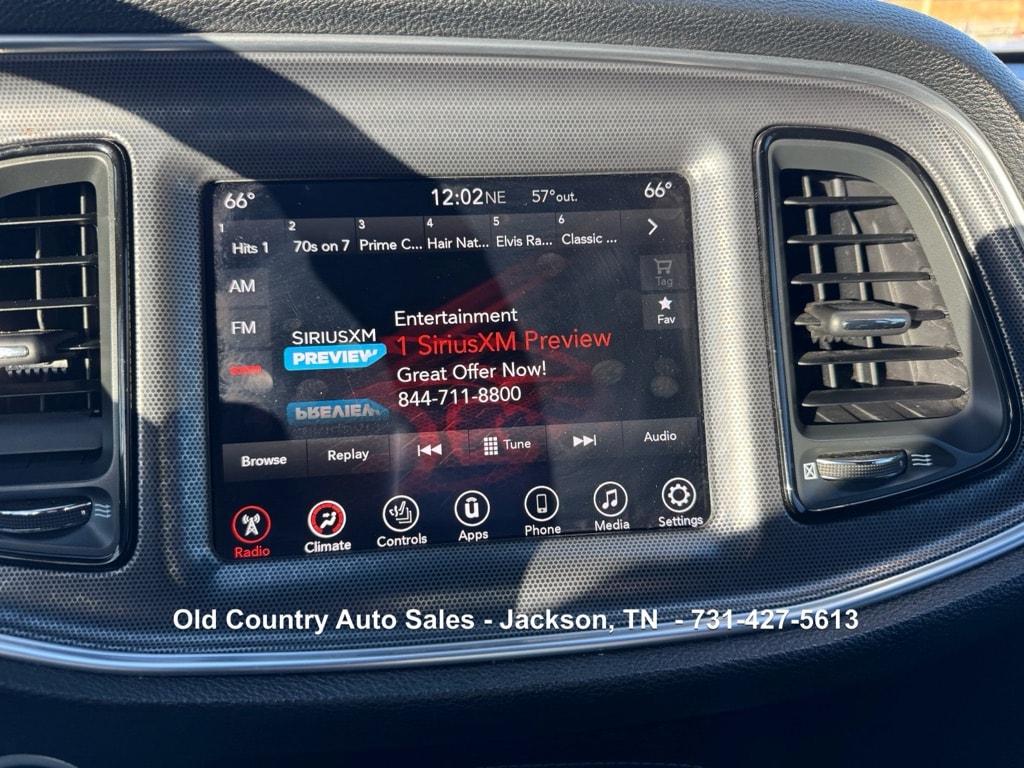 66° 12:02 NE 57° out. 66°
1 2 3 4 5 6
Hits 1 70s on 7 Prime C... Hair Nat... Elvis Ra... Classic ...
AM
Tag
FM
Fav
SIRIUSXM
PREVIEW
Entertainment
1 SiriusXM Preview
Great Offer Now!
844-711-8800
PREVIEW
Browse Replay Tune Audio
Radio Climate Controls Apps Phone Media Settings
Old Country Auto Sales - Jackson, TN - 731-427-5613